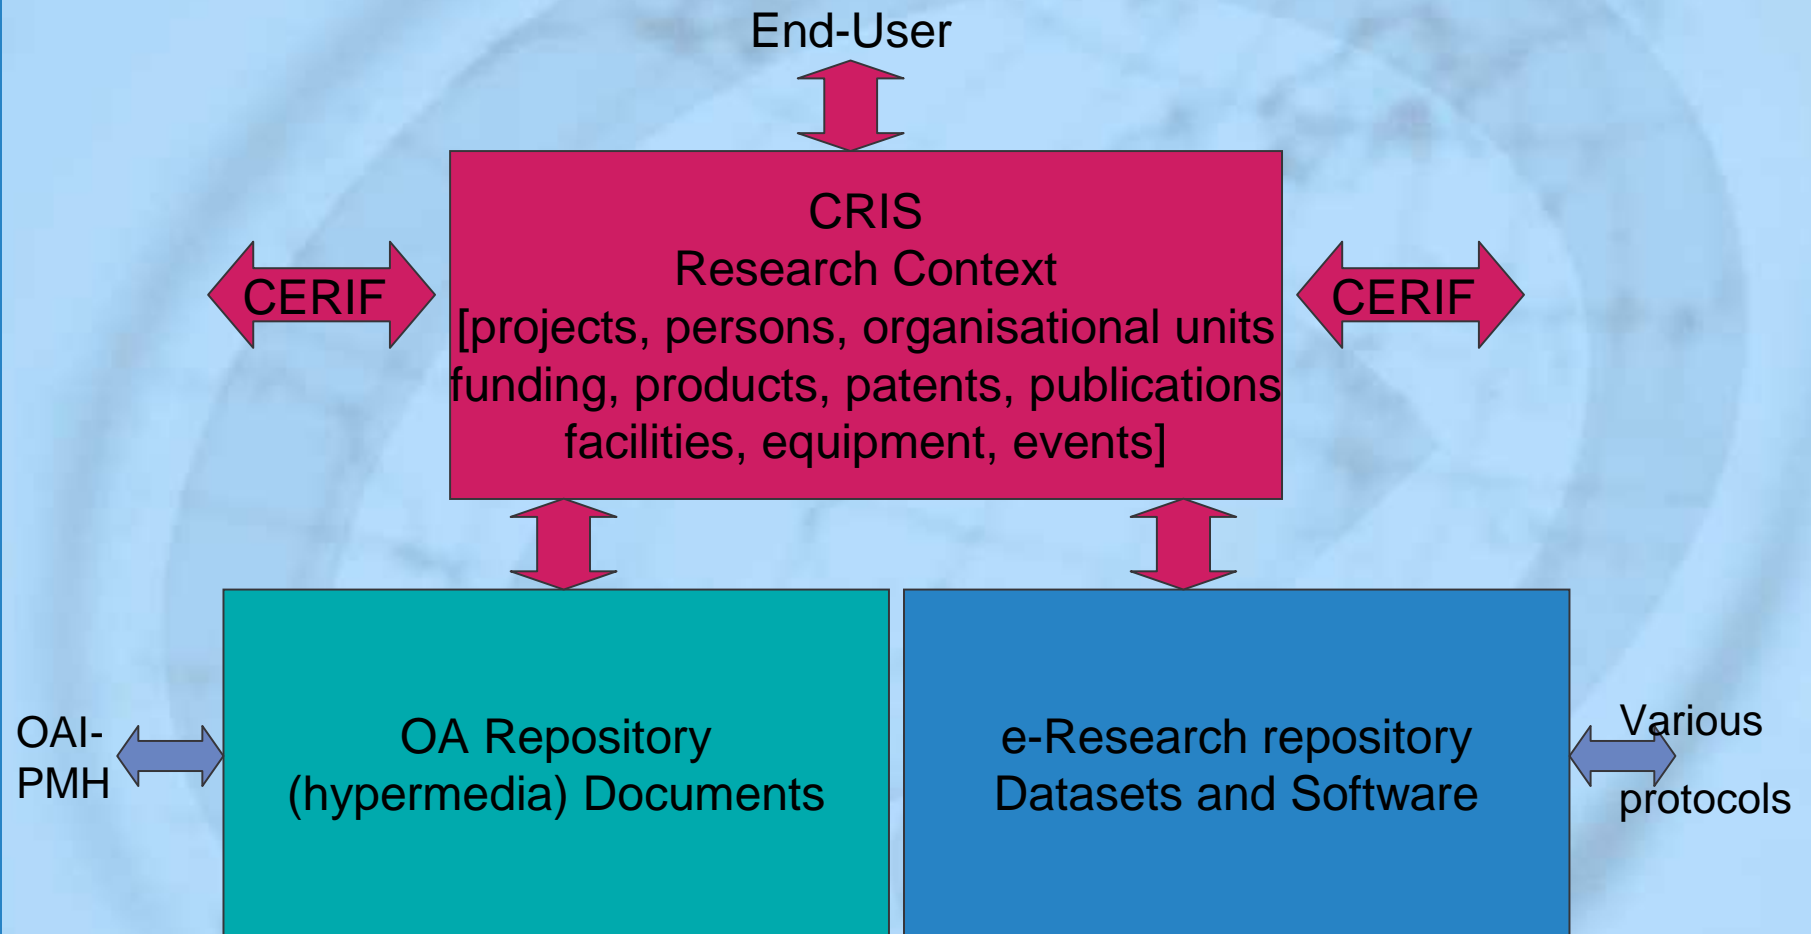 End-User
CRIS
Research Context
CERIF
[projects, persons, organisational units
funding, products, patents, publications
facilities, equipment, events]
CERIF
OAI-
PMH
OA Repository
(hypermedia) Documents
e-Research repository
Datasets and Software
Various
protocols